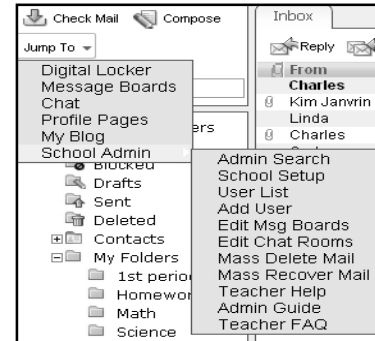 Check Mail Compose
Jump To
Digital Locker
Message Boards
Chat
Profile Pages
My Blog
School Admin
Admin Search
School Setup
User List
Add User
Edit Msg Boards
Edit Chat Rooms
Mass Delete Mail
Mass Recover Mail
Teacher Help
Admin Guide
Teacher FAQ
Blocked
Drafts
Sent
Deleted
Contacts
My Folders
1st perio
Homewor
Math
Science
Inbox
Reply
From
Charles
Kim Janvrin
Linda
Charles